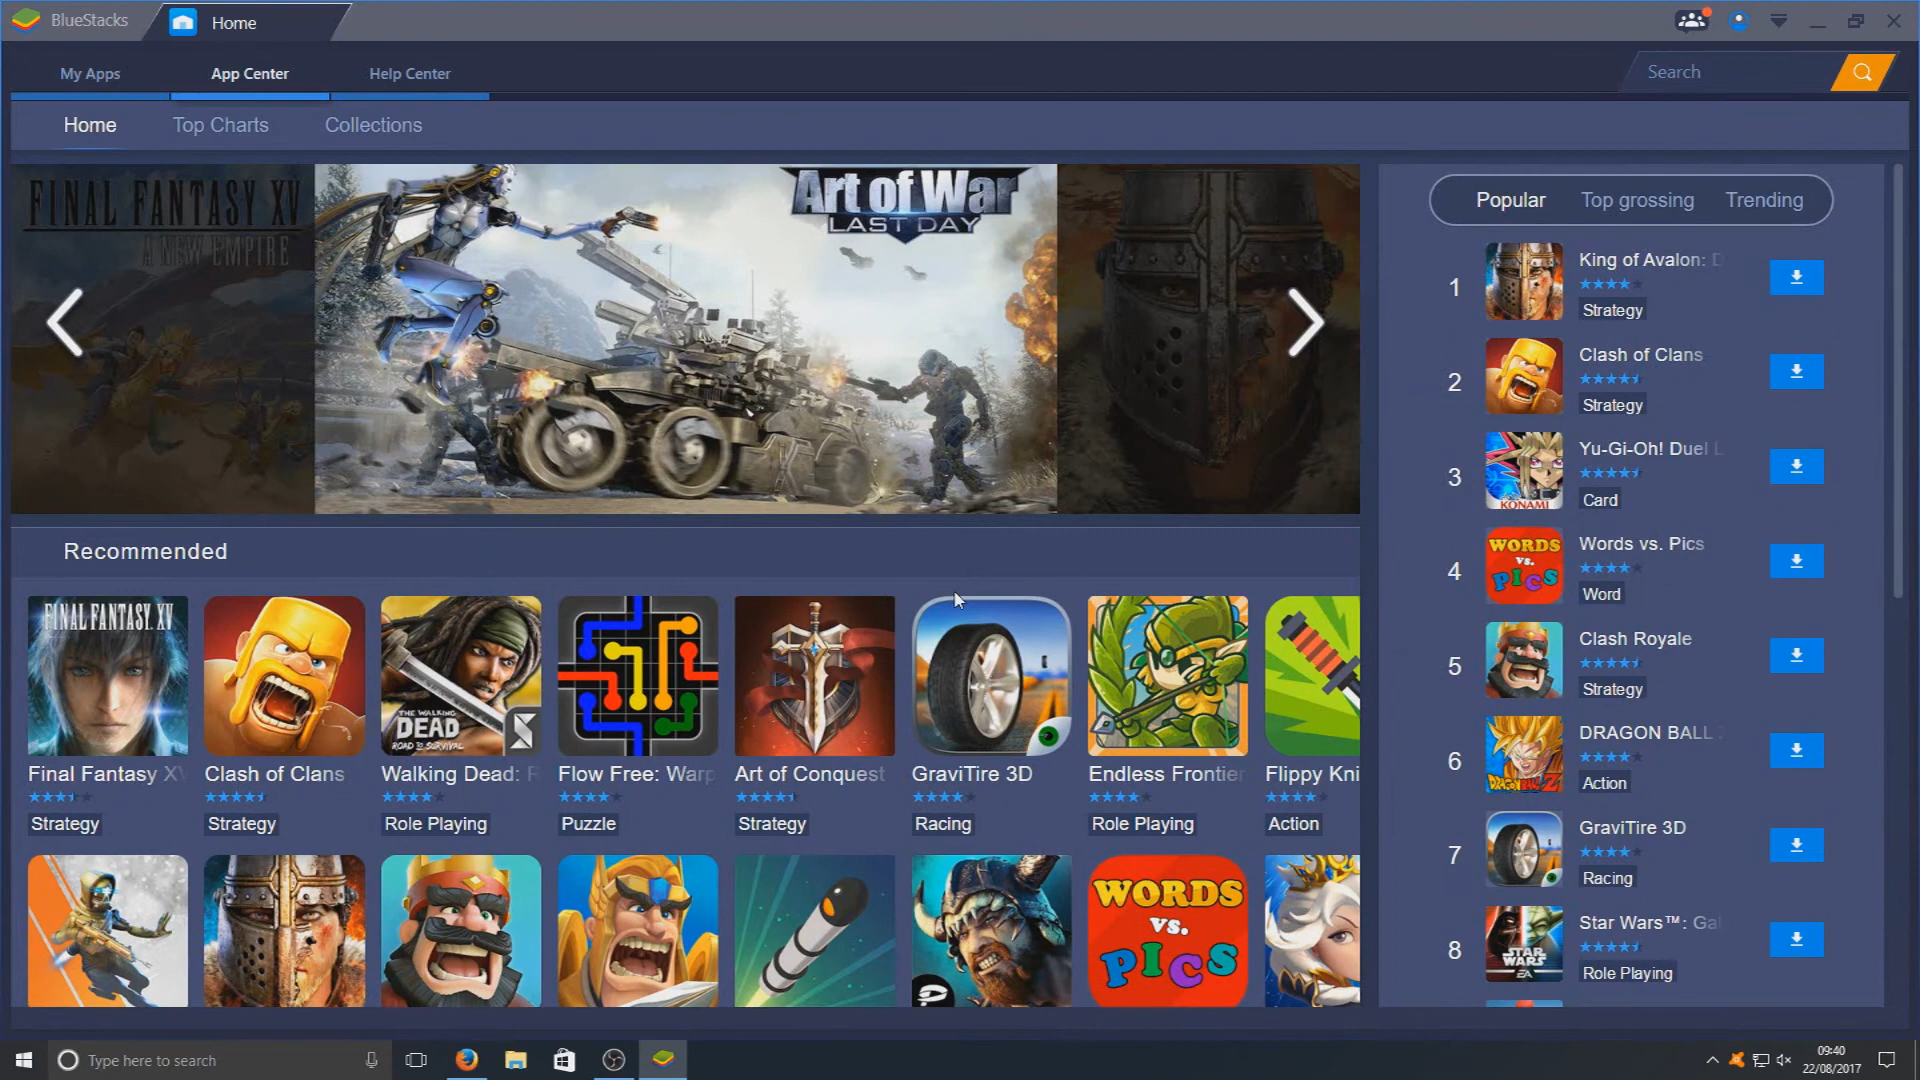 BlueStacks
Home
My Apps
App Center
Help Center
Search
Home
Top Charts
Collections
FINAL FANTASY XV
A NEW EMPIRE
Art of War
LAST DAY
Popular
Top grossing
Trending
1
King of Avalon: D
Strategy
2
Clash of Clans
Strategy
3
KONAMI
Yu-Gi-Oh! Duel L
Card
4
WORDS
VS.
PICS
Words vs. Pics
Word
5
Clash Royale
Strategy
6
DRAGON BALL Z
DRAGON BALL
Action
7
GraviTire 3D
Racing
8
STAR
WARS
EA
Star Wars™: Gal
Role Playing
Recommended
FINAL FANTASY XV
THE WALKING
DEAD
ROAD TO SURVIVAL
Final Fantasy XV
Strategy
Clash of Clans
Strategy
Walking Dead: R
Role Playing
Flow Free: Warp
Puzzle
Art of Conquest
Strategy
GraviTire 3D
Racing
Endless Frontier
Role Playing
Flippy Kni
Action
WORDS
VS.
PICS
Type here to search
09:40
22/08/2017